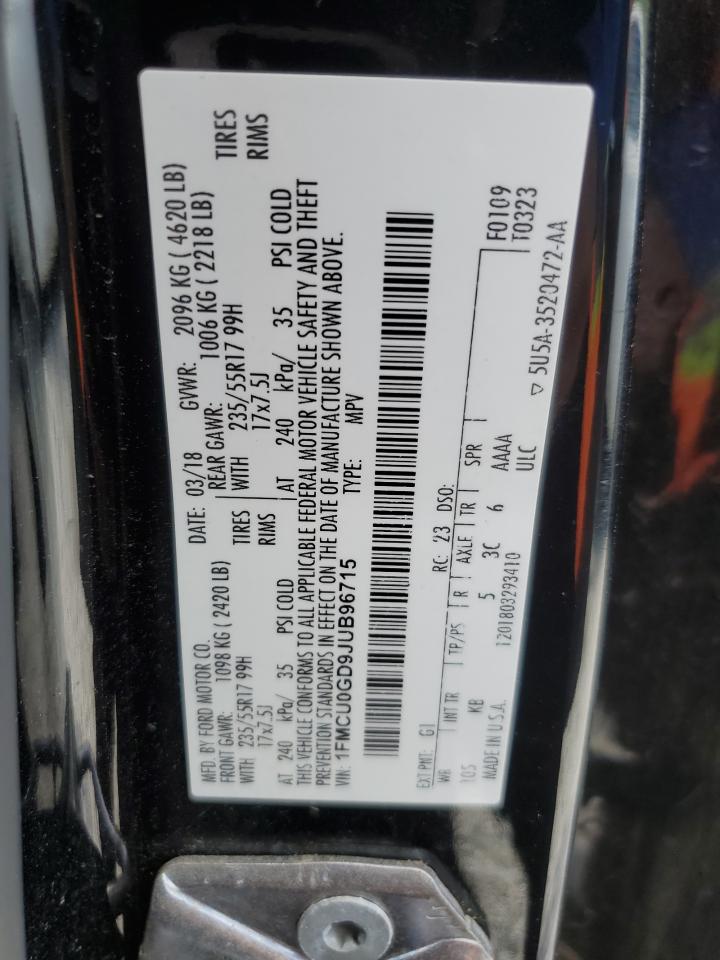 MFD. BY FORD MOTOR CO.
DATE: 03/18 GVWR: 2096 KG ( 4620 LB)
FRONT GAWR: 1098 KG ( 2420 LB)
REAR GAWR: 1006 KG ( 2218 LB)
WITH 235/55R17 99H TIRES
17x7.5J RIMS
WITH 235/55R17 99H TIRES
17x7.5J RIMS
AT 240 kPa/ 35 PSI COLD
AT 240 kPa/ 35 PSI COLD
THIS VEHICLE CONFORMS TO ALL APPLICABLE FEDERAL MOTOR VEHICLE SAFETY AND THEFT
PREVENTION STANDARDS IN EFFECT ON THE DATE OF MANUFACTURE SHOWN ABOVE.
VIN: 1FMCU0GD9JUB96715 TYPE: MPV
EXT PNT: G1 RC: 23 DSO: F0109
WB INT TR TP/PS R AXLE TR SPR T0323
105 KB 5 3C 6 AAAA
MADE IN U.S.A. 1201803293410 ULC ▽ 5U5A-3520472-AA